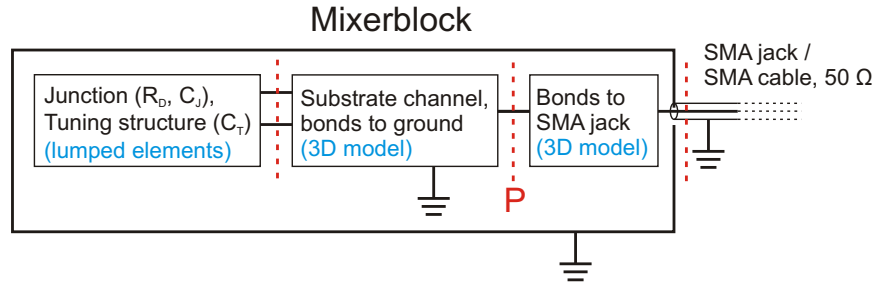 Mixerblock
SMA jack /
SMA cable, 50 Ω
Junction (R_D, C_J),
Tuning structure (C_T)
(lumped elements)
Substrate channel,
bonds to ground
(3D model)
Bonds to
SMA jack
(3D model)
P